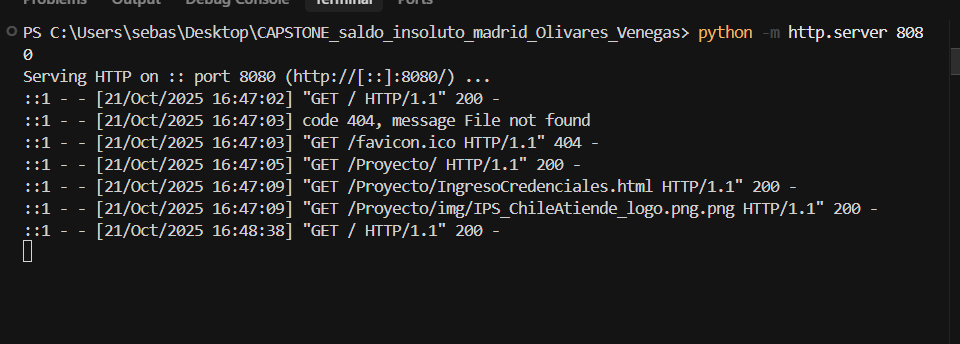 Problems Output Debug Console Terminal Ports
PS C:\Users\sebas\Desktop\CAPSTONE_saldo_insoluto_madrid_Olivares_Venegas> python -m http.server 808
0
Serving HTTP on :: port 8080 (http://[::]:8080/) ...
::1 - - [21/Oct/2025 16:47:02] "GET / HTTP/1.1" 200 -
::1 - - [21/Oct/2025 16:47:03] code 404, message File not found
::1 - - [21/Oct/2025 16:47:03] "GET /favicon.ico HTTP/1.1" 404 -
::1 - - [21/Oct/2025 16:47:05] "GET /Proyecto/ HTTP/1.1" 200 -
::1 - - [21/Oct/2025 16:47:09] "GET /Proyecto/IngresoCredenciales.html HTTP/1.1" 200 -
::1 - - [21/Oct/2025 16:47:09] "GET /Proyecto/img/IPS_ChileAtiende_logo.png.png HTTP/1.1" 200 -
::1 - - [21/Oct/2025 16:48:38] "GET / HTTP/1.1" 200 -